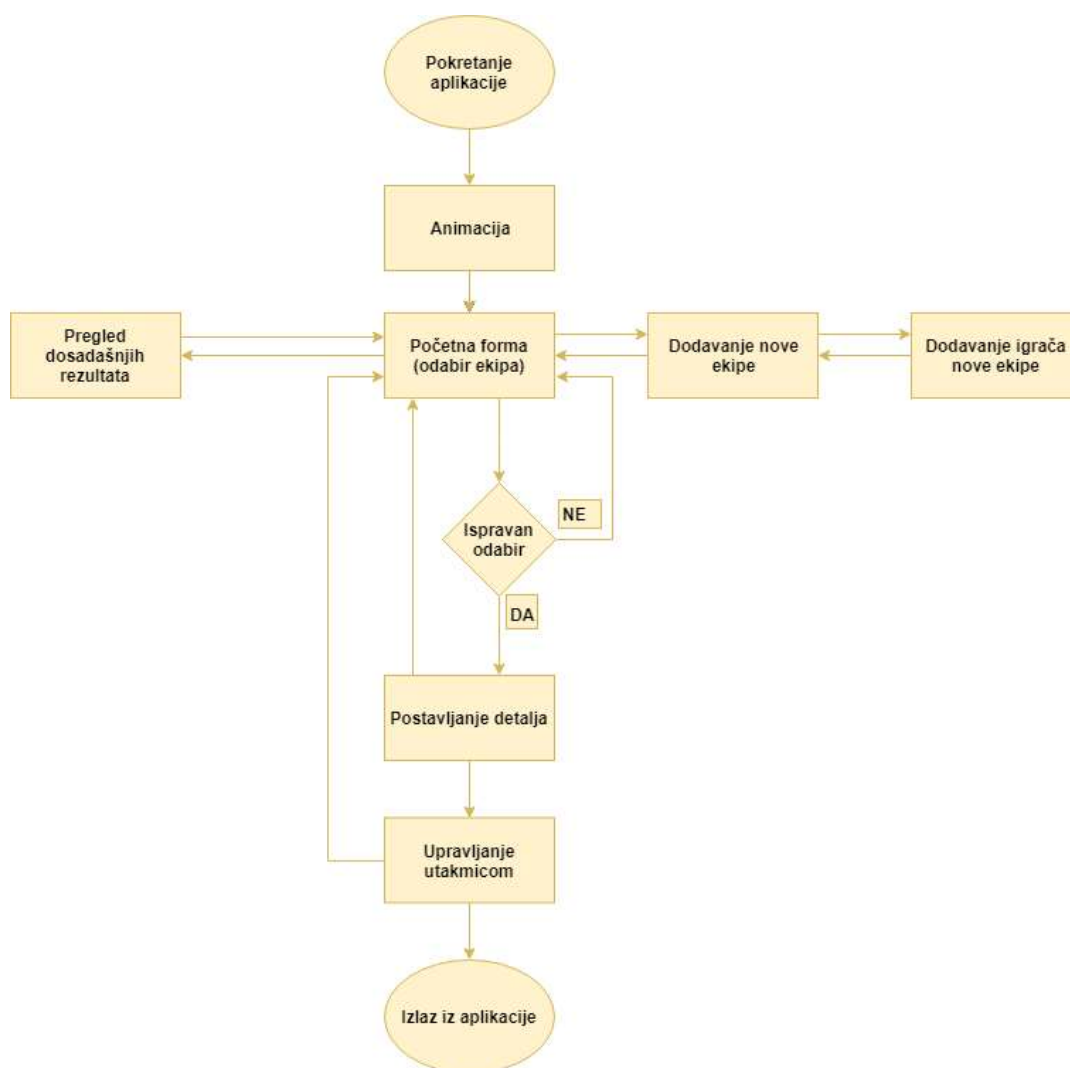 Pokretanje
aplikacije
Animacija
Pregled
dosadašnjih
rezultata
Početna forma
(odabir ekipa)
Dodavanje nove
ekipe
Dodavanje igrača
nove ekipe
Ispravan
odabir
NE
DA
Postavljanje detalja
Upravljanje
utakmicom
Izlaz iz aplikacije